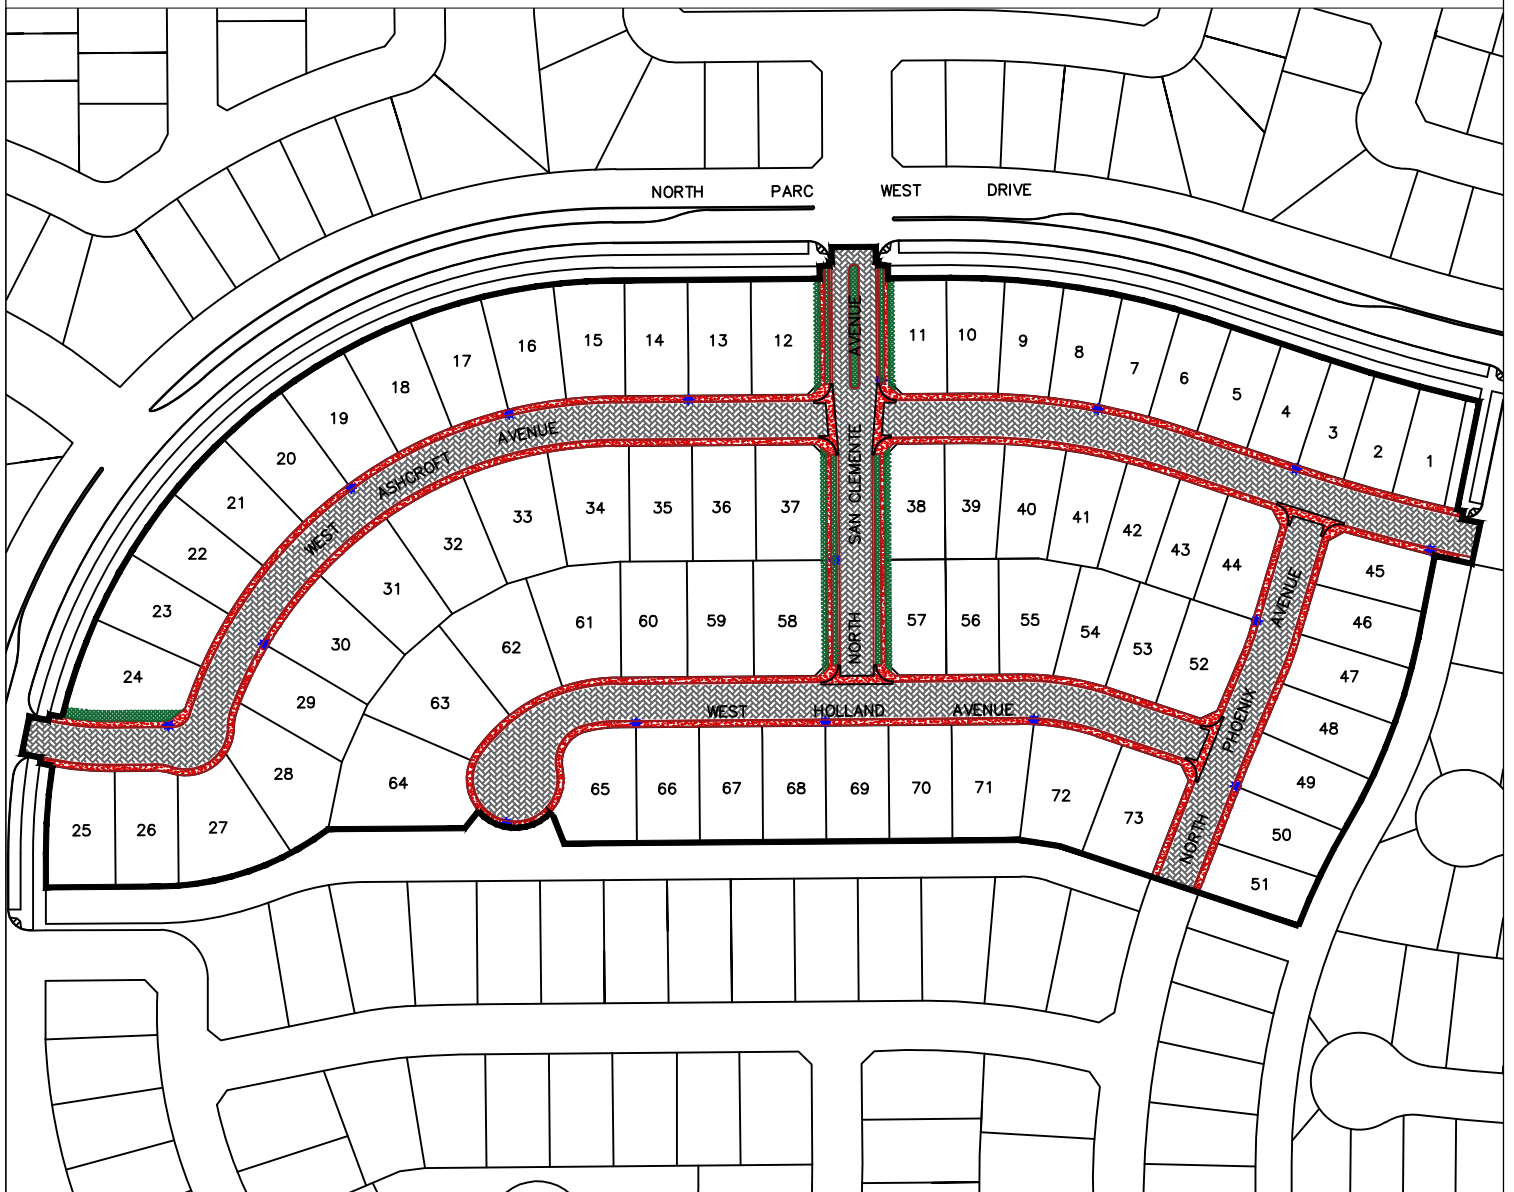 NORTH PARC WEST DRIVE
AVENUE
15 14 13 12 11 10 9
16 8
17 7
18 6
19 5
20 4
21 3
22 2
23 1
24
WEST ASHCROFT AVENUE
NORTH SAN CLEMENTE
33 34 35 36 37 38 39 40 41 42 43 44
32 45
31 46
30 47
29 48
28 49
27 50
26 51
25
NORTH PHOENIX AVENUE
64 63 62 61 60 59 58 57 56 55 54 53 52
WEST HOLLAND AVENUE
65 66 67 68 69 70 71 72 73